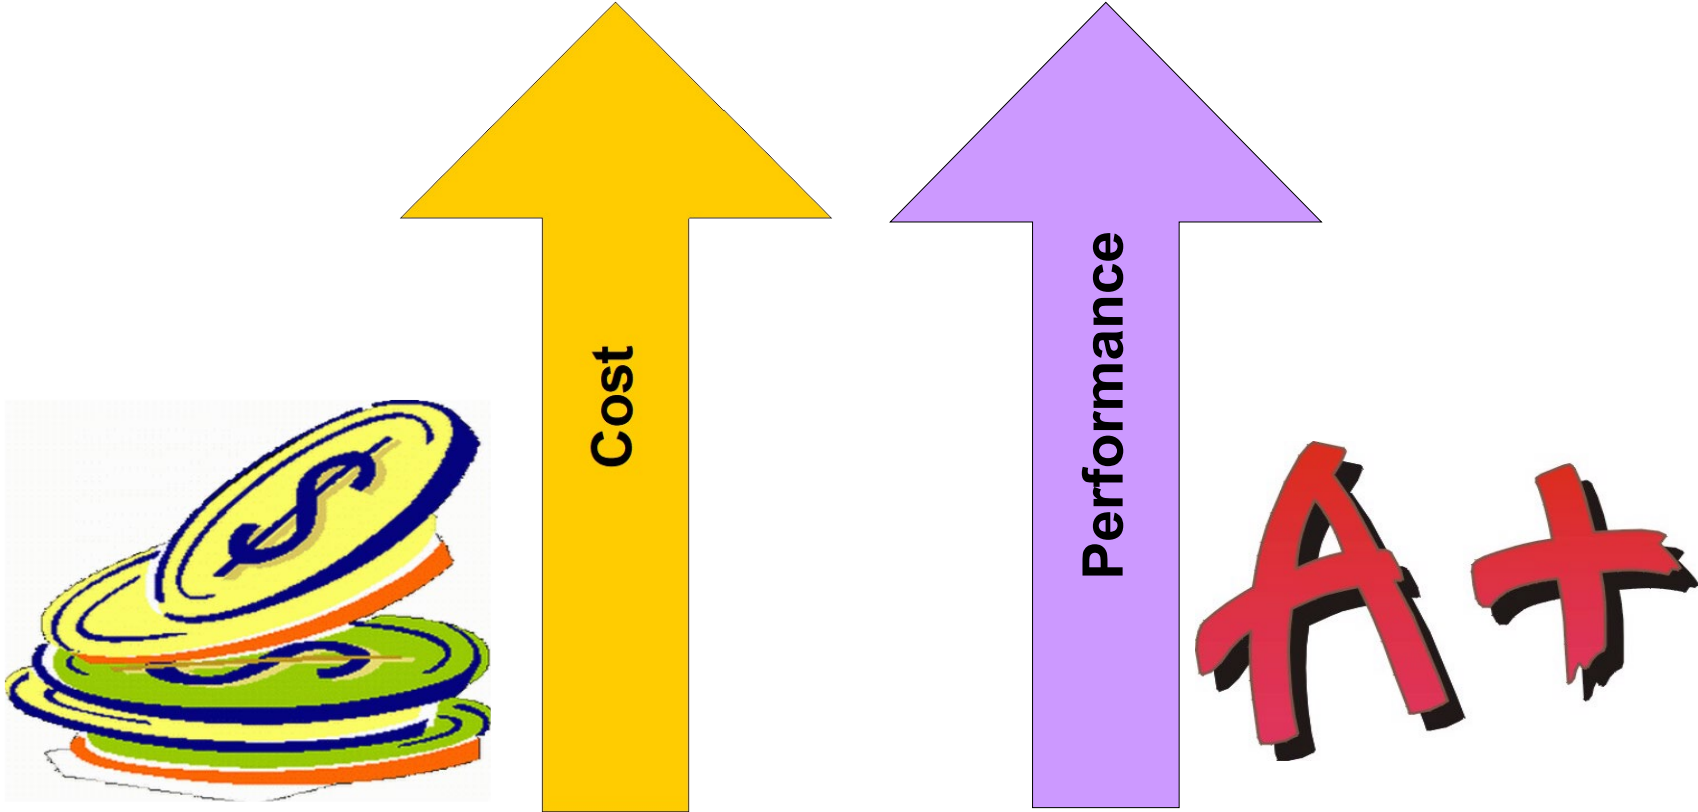 Cost
Performance
$
$
A+